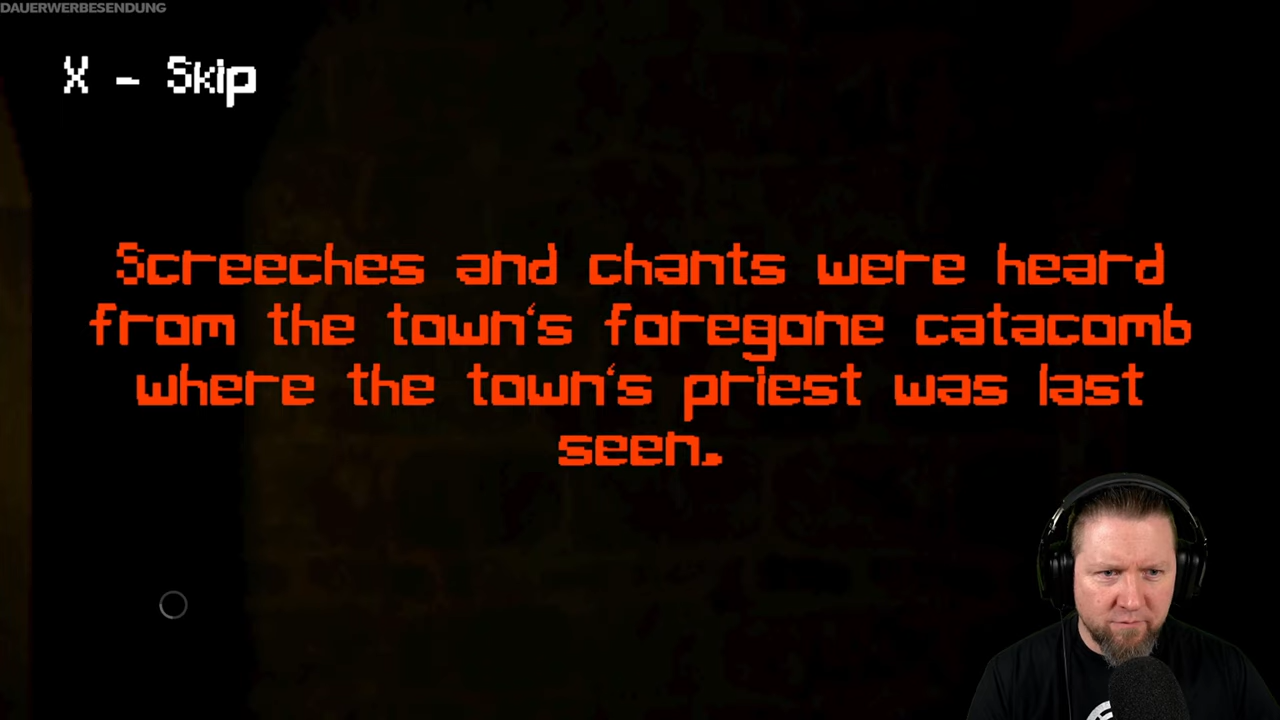 DAUERWERBESENDUNG
X - Skip
Screeches and chants were heard
from the town's foregone catacomb
where the town's priest was last
seen.